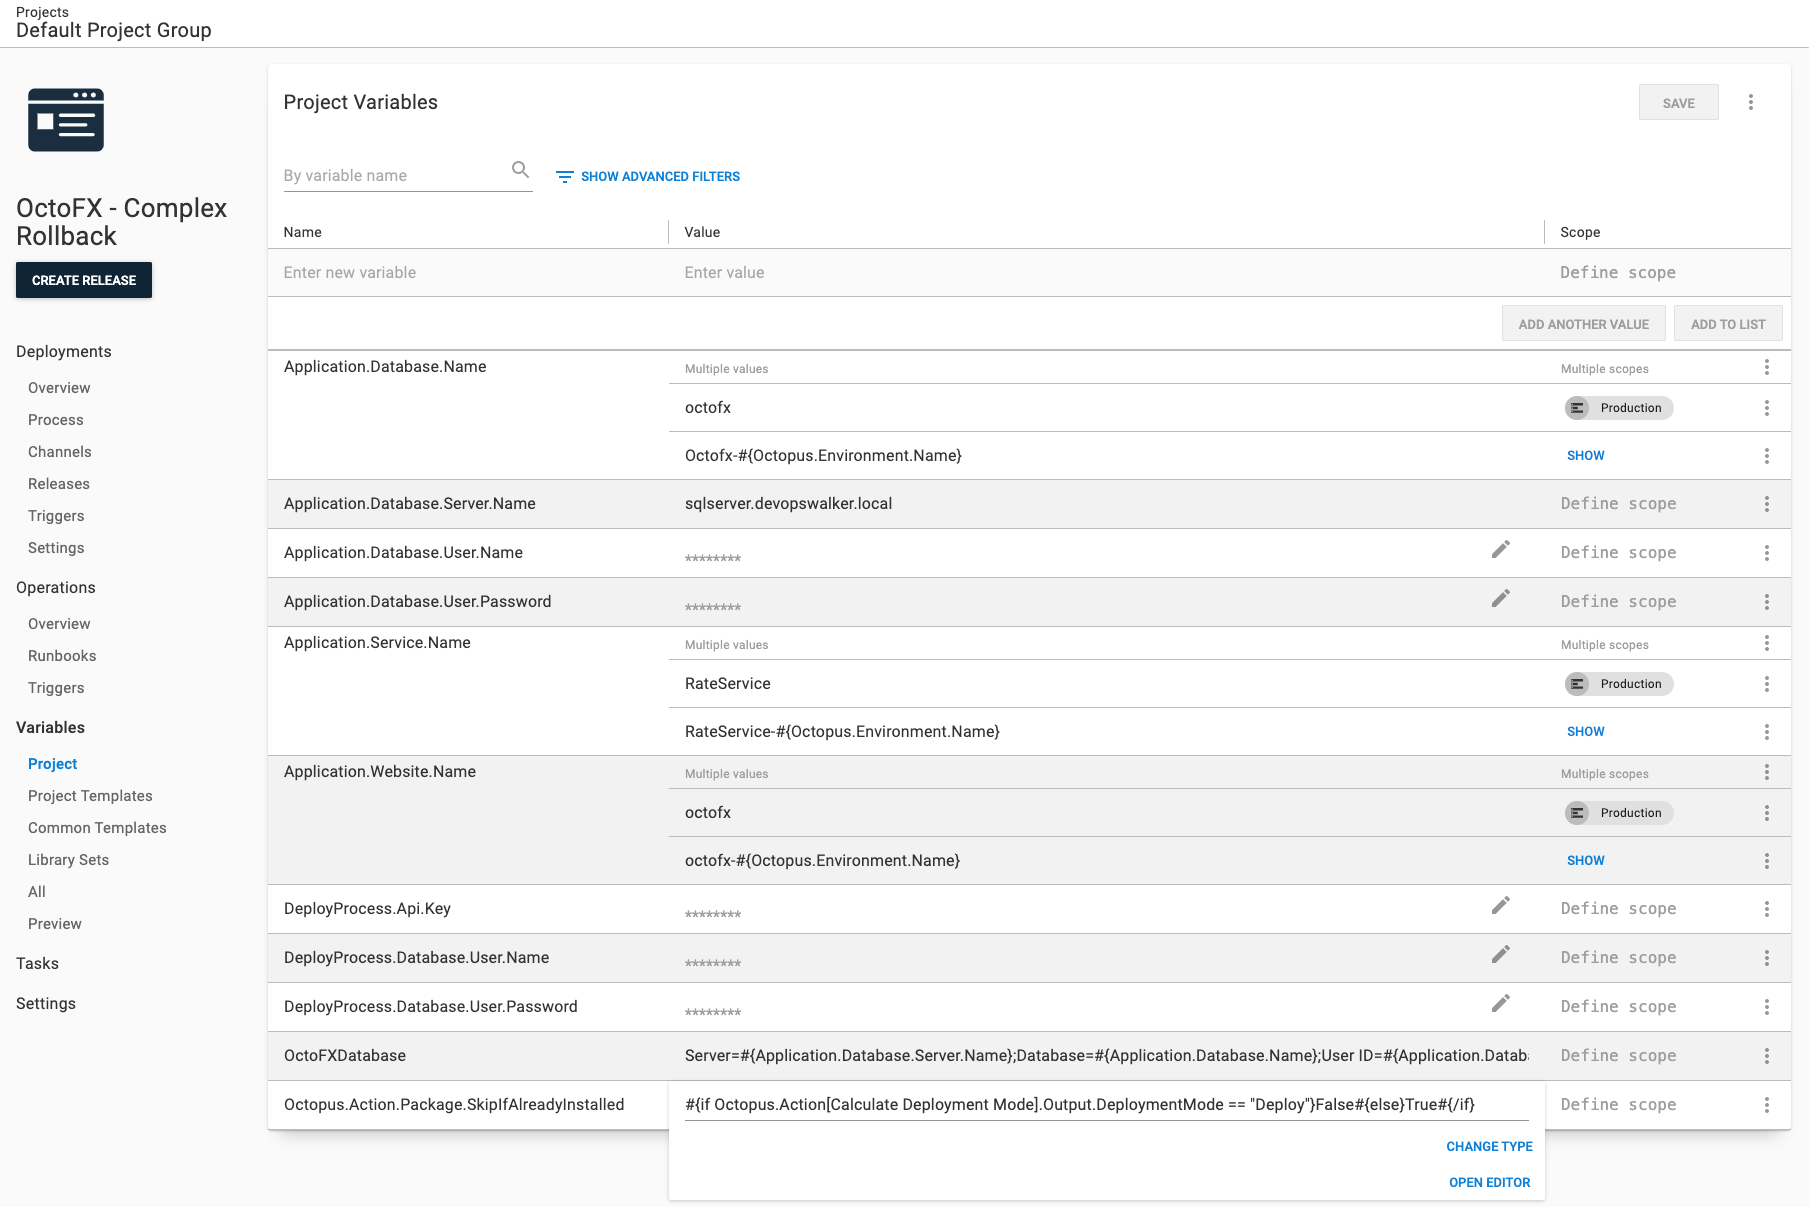 Projects
Default Project Group
OctoFX - Complex
Rollback
CREATE RELEASE
Deployments
Overview
Process
Channels
Releases
Triggers
Settings
Operations
Overview
Runbooks
Triggers
Variables
Project
Project Templates
Common Templates
Library Sets
All
Preview
Tasks
Settings
Project Variables
SAVE
By variable name
SHOW ADVANCED FILTERS
Name Value Scope
Enter new variable Enter value Define scope
ADD ANOTHER VALUE ADD TO LIST
Application.Database.Name Multiple values Multiple scopes
octofx Production
Octofx-#{Octopus.Environment.Name} SHOW
Application.Database.Server.Name sqlserver.devopswalker.local Define scope
Application.Database.User.Name ******** Define scope
Application.Database.User.Password ******** Define scope
Application.Service.Name Multiple values Multiple scopes
RateService Production
RateService-#{Octopus.Environment.Name} SHOW
Application.Website.Name Multiple values Multiple scopes
octofx Production
octofx-#{Octopus.Environment.Name} SHOW
DeployProcess.Api.Key ******** Define scope
DeployProcess.Database.User.Name ******** Define scope
DeployProcess.Database.User.Password ******** Define scope
OctoFXDatabase Server=#{Application.Database.Server.Name};Database=#{Application.Database.Name};User ID=#{Application.Datab Define scope
Octopus.Action.Package.SkipIfAlreadyInstalled #{if Octopus.Action[Calculate Deployment Mode].Output.DeploymentMode == "Deploy"}False#{else}True#{/if} Define scope
CHANGE TYPE
OPEN EDITOR